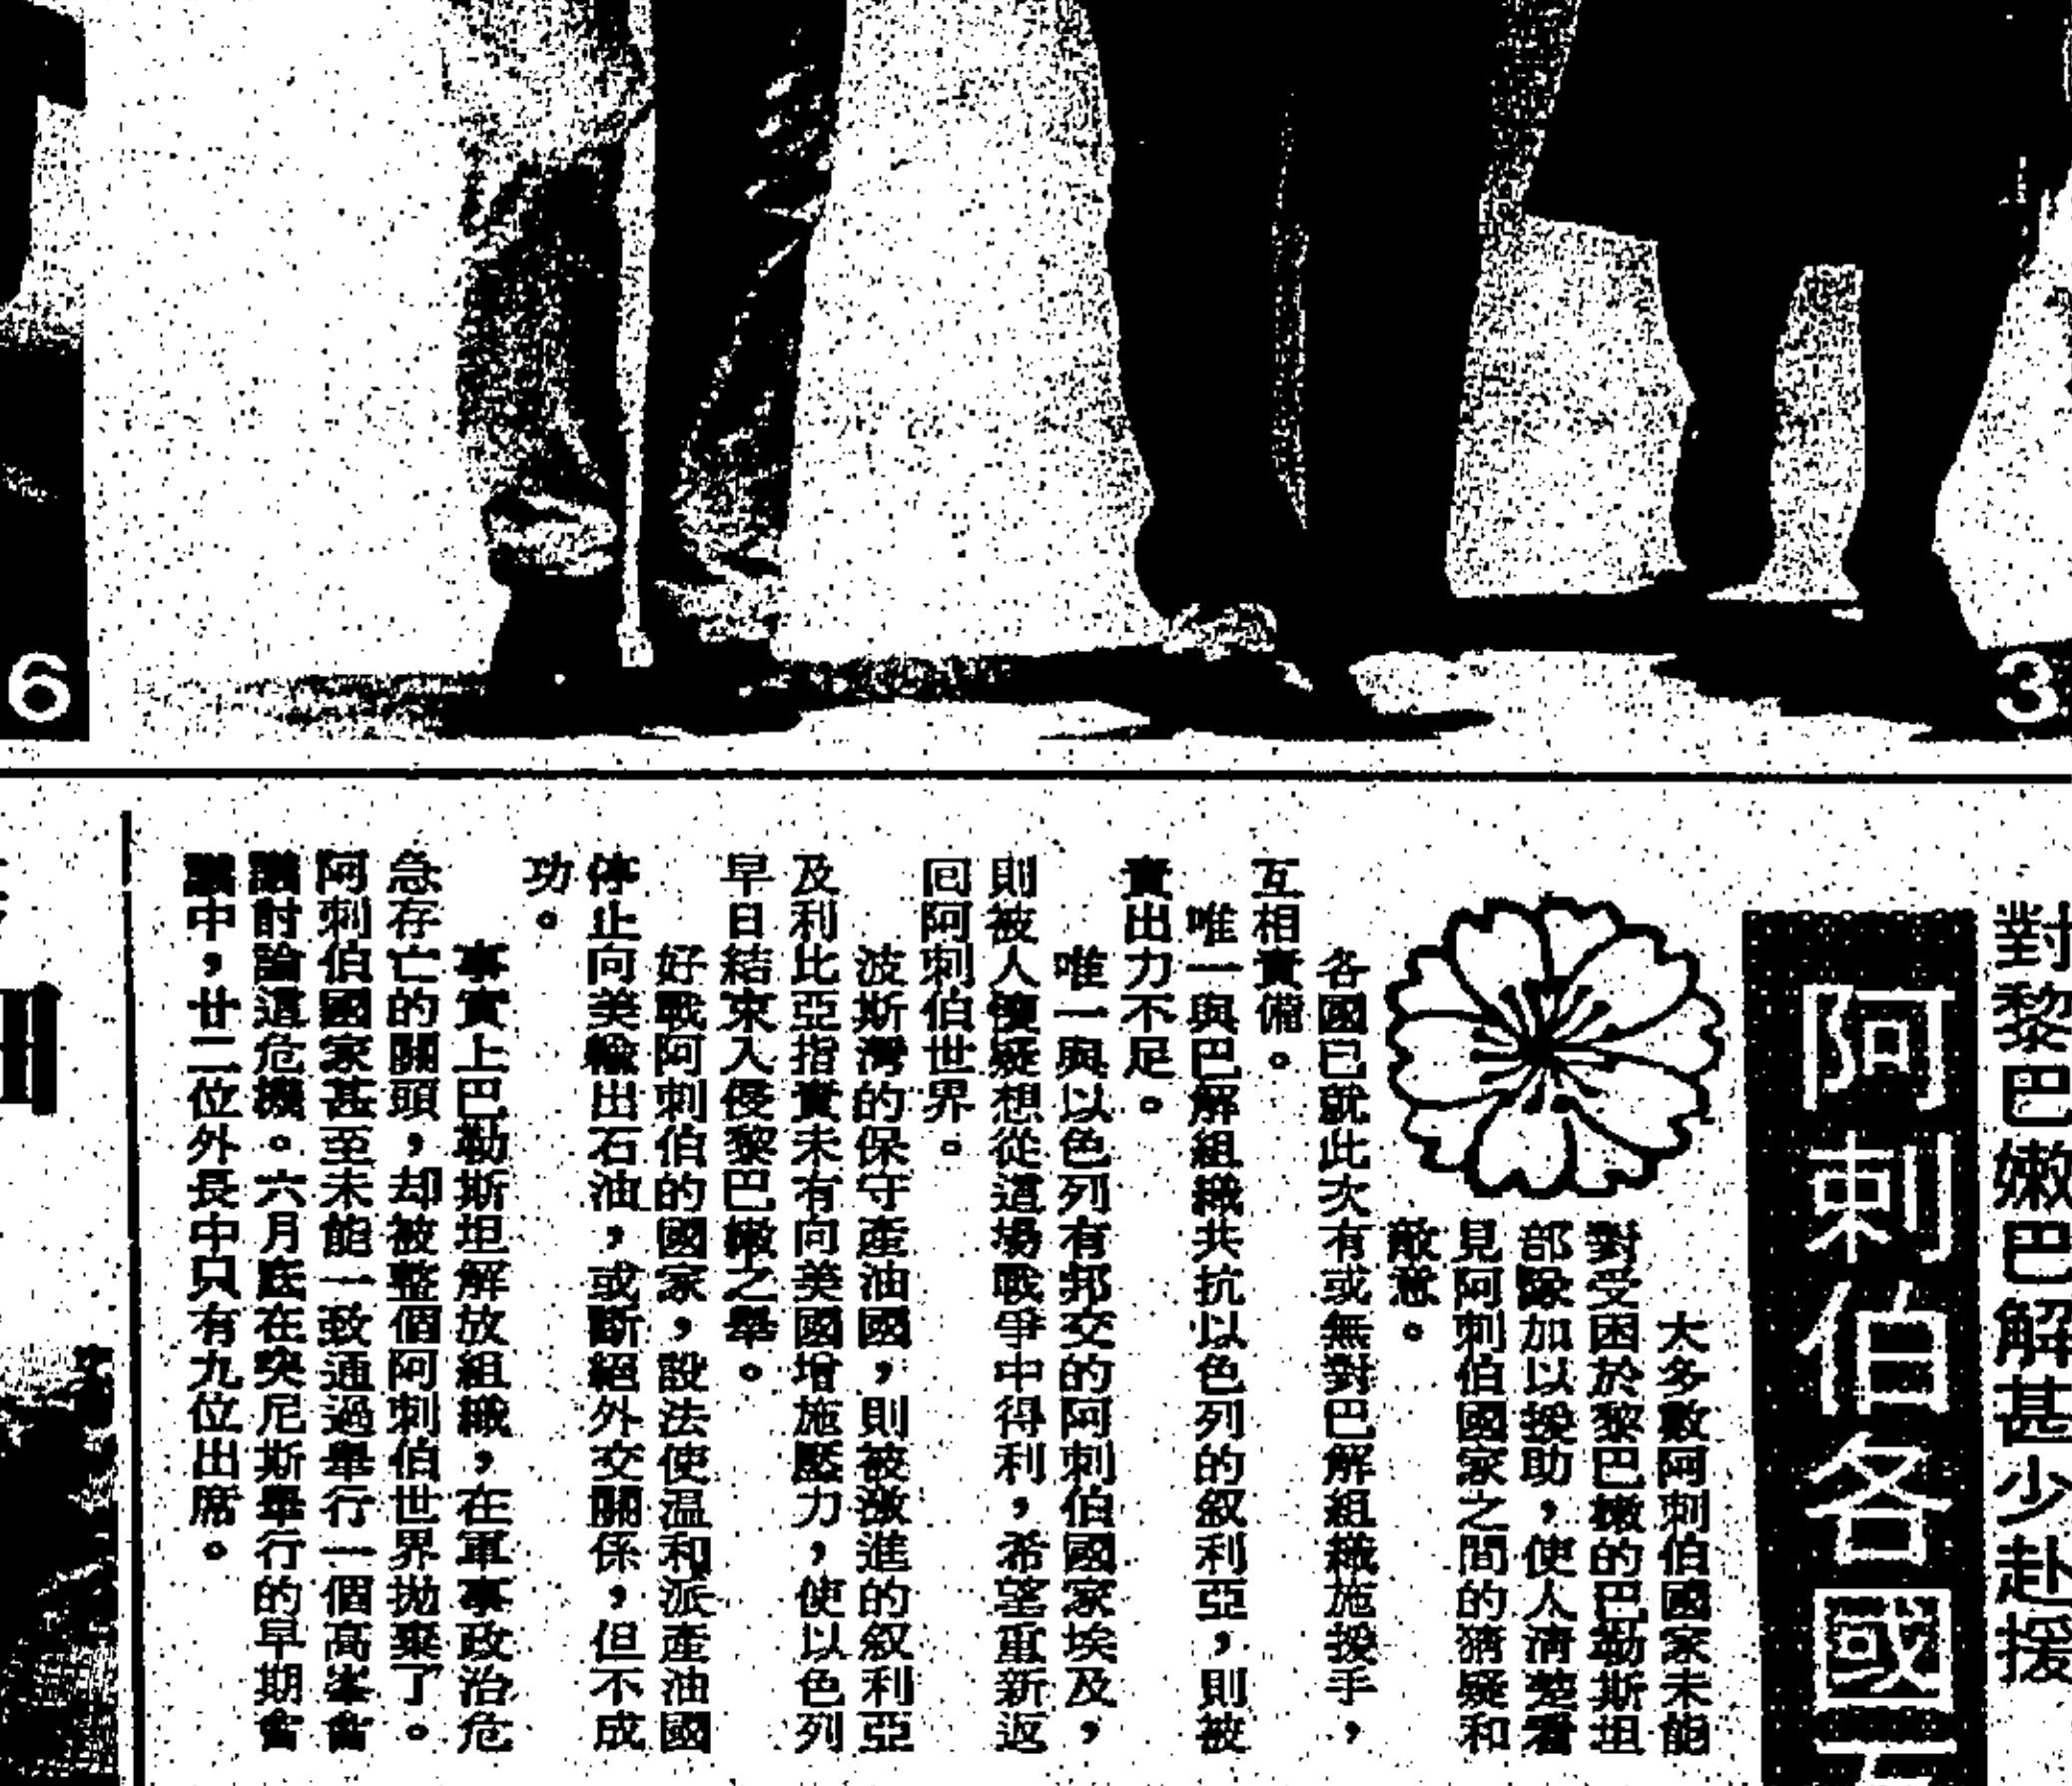 6
3
對黎巴嫩巴解甚少赴援
阿刺伯各國
大多數阿刺伯國家未能
對受困於黎巴嫩的巴勒斯坦
部隊加以援助，使人清楚看
見阿刺伯國家之間的猜疑和
敵意。
各國已就此次有或無對巴解組織施援手，
互相責備。
唯一與巴解組織共抗以色列的叙利亞，則被
責出力不足。
唯一與以色列有邦交的阿刺伯國家埃及，
則被人懷疑想從這場戰爭中得利，希望重新返
回阿刺伯世界。
波斯灣的保守產油國，則被激進的叙利亞
及利比亞指責未有向美國增施壓力，使以色列
早日結束入侵黎巴嫩之舉。
好戰阿刺伯的國家，設法使温和派產油國
停止向美輸出石油，或斷絕外交關係，但不成
功。
事實上巴勒斯坦解放組織，在軍事政治危
急存亡的關頭，却被整個阿刺伯世界拋棄了。
阿刺伯國家甚至未能一致通過舉行一個高峯會
議討論這危機。六月底在突尼斯舉行的早期會
議中，廿二位外長中只有九位出席。